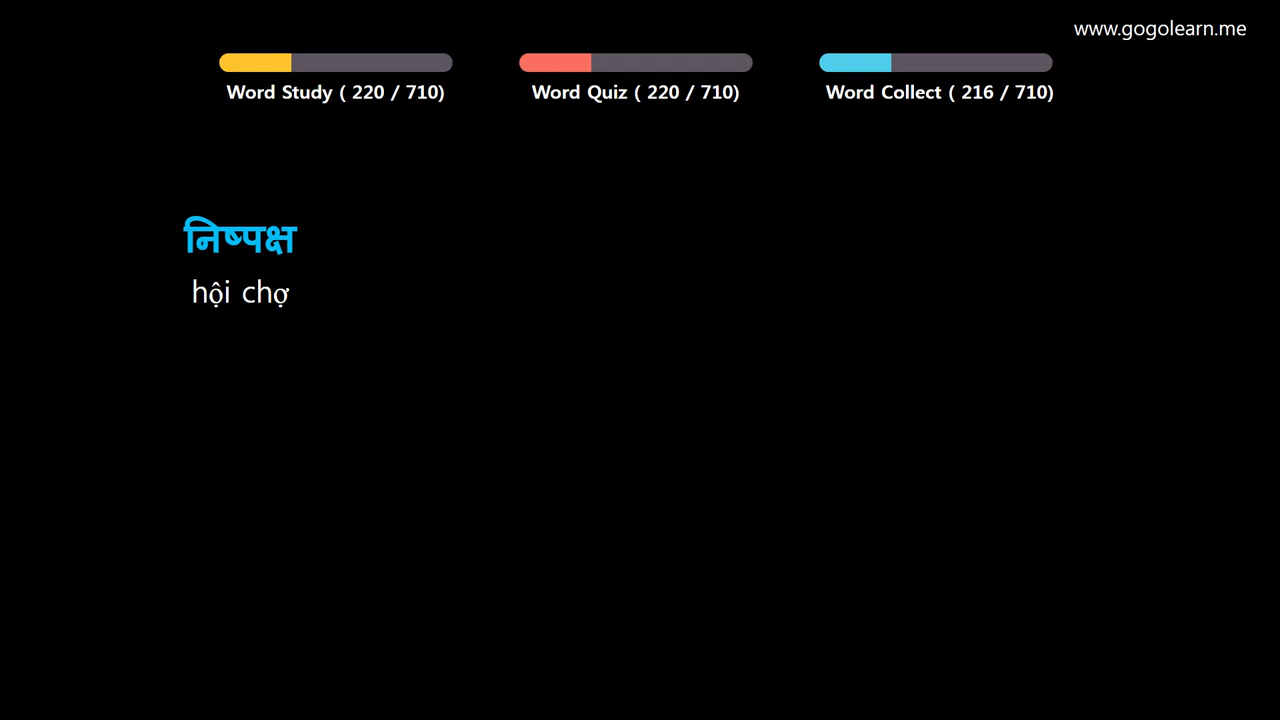 www.gogolearn.me
Word Study ( 220 / 710)
Word Quiz ( 220 / 710)
Word Collect ( 216 / 710)
निष्पक्ष
hội chợ